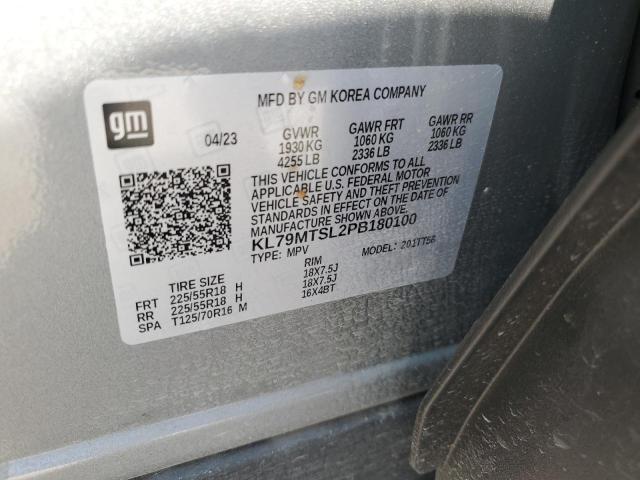 MFD BY GM KOREA COMPANY
gm
04/23 GVWR GAWR FRT GAWR RR
1930 KG 1060 KG 1060 KG
4255 LB 2336 LB 2336 LB
THIS VEHICLE CONFORMS TO ALL
APPLICABLE U.S. FEDERAL MOTOR
VEHICLE SAFETY AND THEFT PREVENTION
STANDARDS IN EFFECT ON THE DATE OF
MANUFACTURE SHOWN ABOVE.
KL79MTSL2PB180100
TYPE: MPV MODEL: 201TT56
TIRE SIZE RIM
FRT 225/55R18 H 18X7.5J
RR 225/55R18 H 18X7.5J
SPA T125/70R16 M 16X4BT